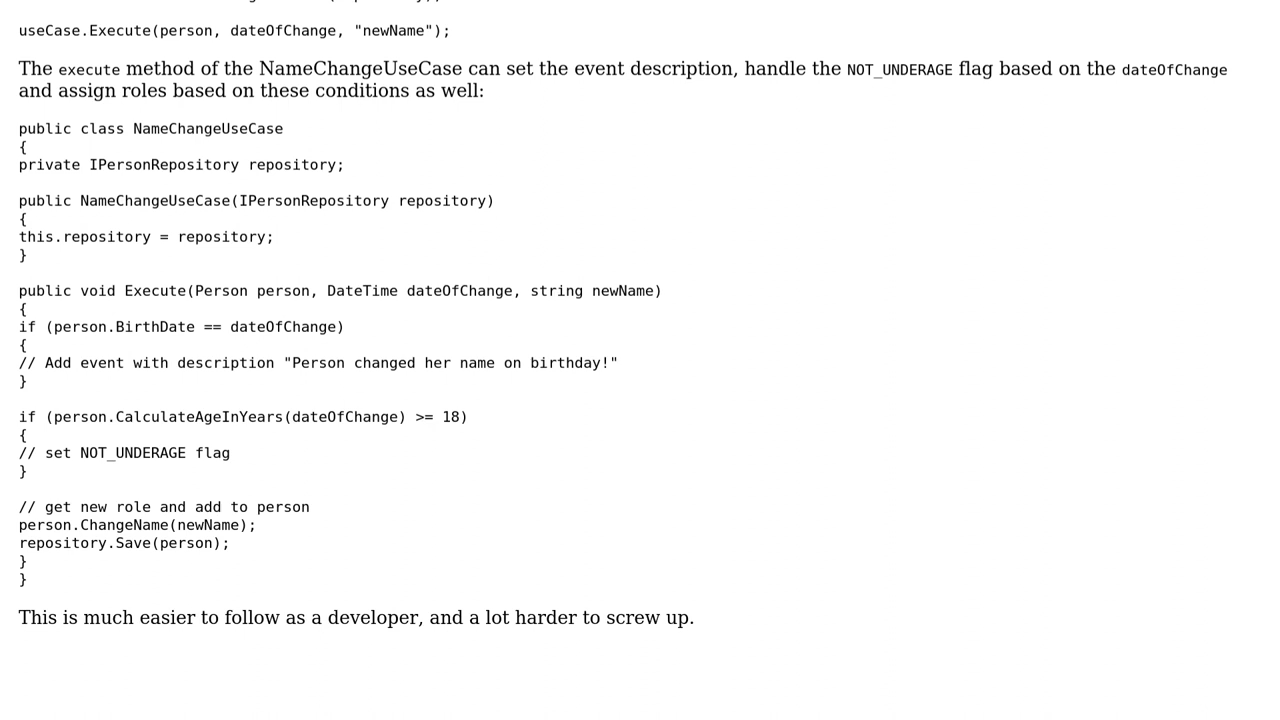 useCase.Execute(person, dateOfChange, "newName");
The execute method of the NameChangeUseCase can set the event description, handle the NOT_UNDERAGE flag based on the dateOfChange
and assign roles based on these conditions as well:
public class NameChangeUseCase
{
private IPersonRepository repository;
public NameChangeUseCase(IPersonRepository repository)
{
this.repository = repository;
}
public void Execute(Person person, DateTime dateOfChange, string newName)
{
if (person.BirthDate == dateOfChange)
{
// Add event with description "Person changed her name on birthday!"
}
if (person.CalculateAgeInYears(dateOfChange) >= 18)
{
// set NOT_UNDERAGE flag
}
// get new role and add to person
person.ChangeName(newName);
repository.Save(person);
}
}
This is much easier to follow as a developer, and a lot harder to screw up.